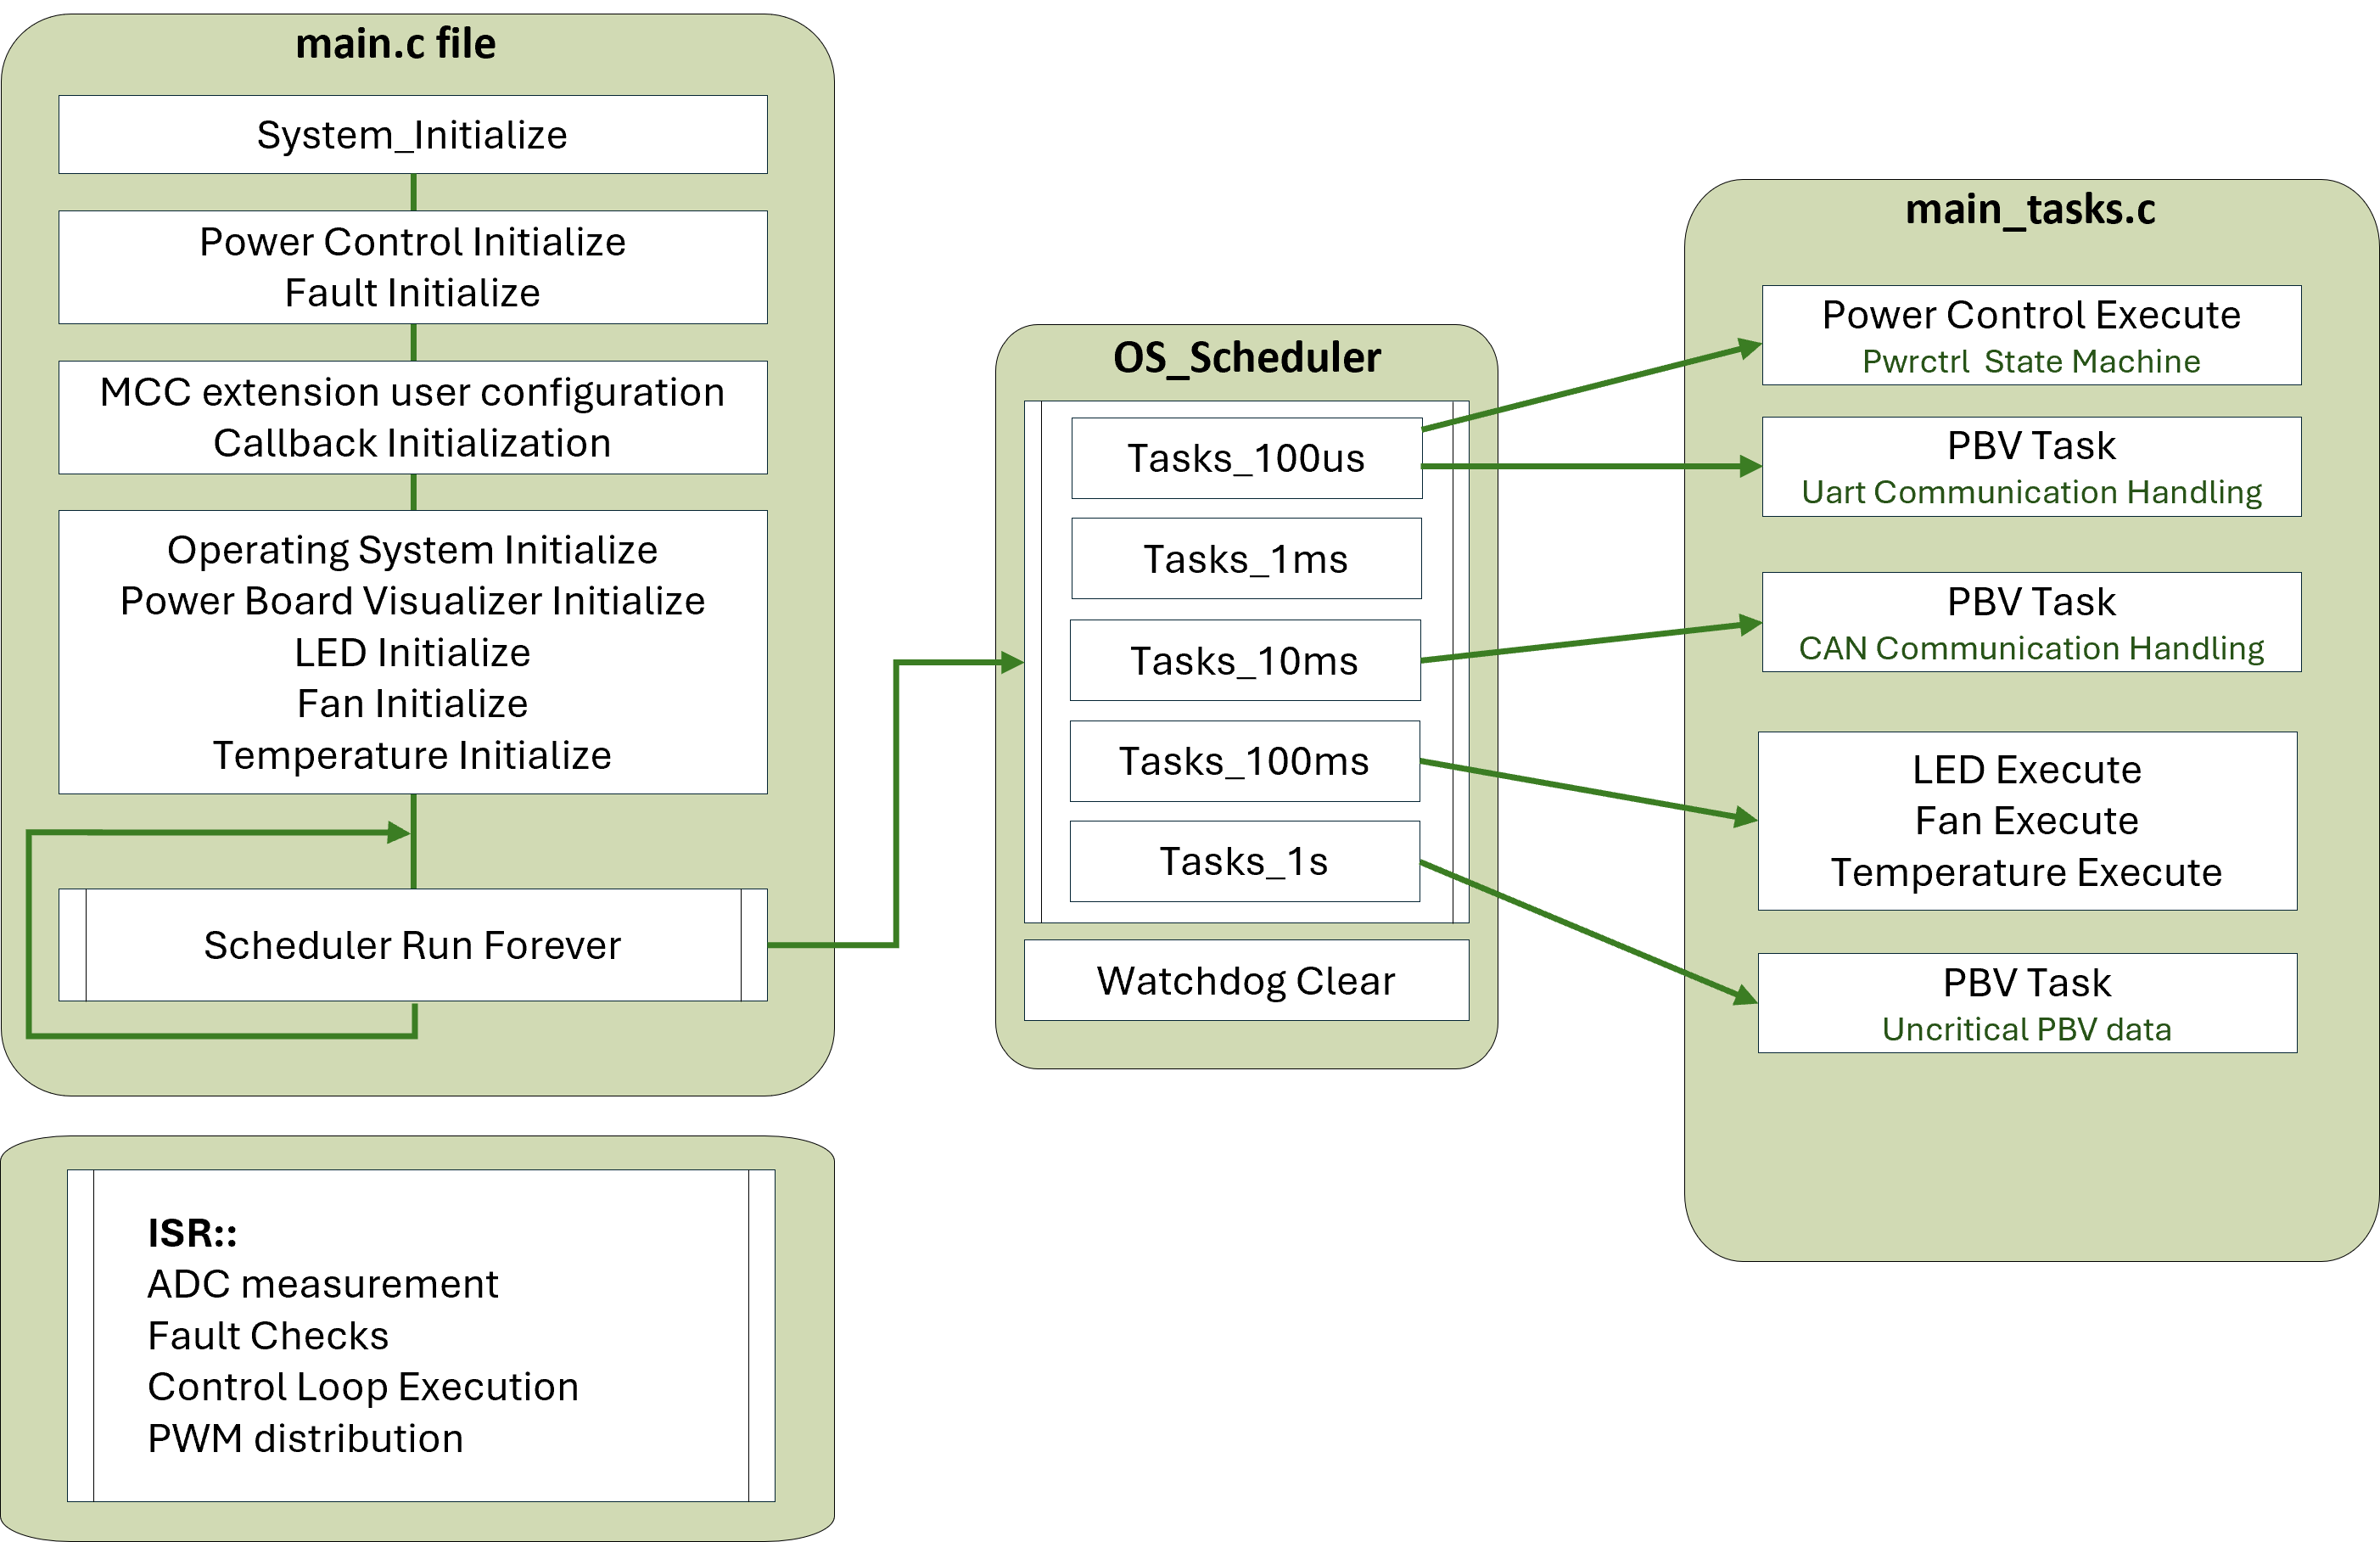 main.c file
System_Initialize
Power Control Initialize
Fault Initialize
MCC extension user configuration
Callback Initialization
Operating System Initialize
Power Board Visualizer Initialize
LED Initialize
Fan Initialize
Temperature Initialize
Scheduler Run Forever
ISR::
ADC measurement
Fault Checks
Control Loop Execution
PWM distribution
OS_Scheduler
Tasks_100us
Tasks_1ms
Tasks_10ms
Tasks_100ms
Tasks_1s
Watchdog Clear
main_tasks.c
Power Control Execute
Pwrctrl State Machine
PBV Task
Uart Communication Handling
PBV Task
CAN Communication Handling
LED Execute
Fan Execute
Temperature Execute
PBV Task
Uncritical PBV data